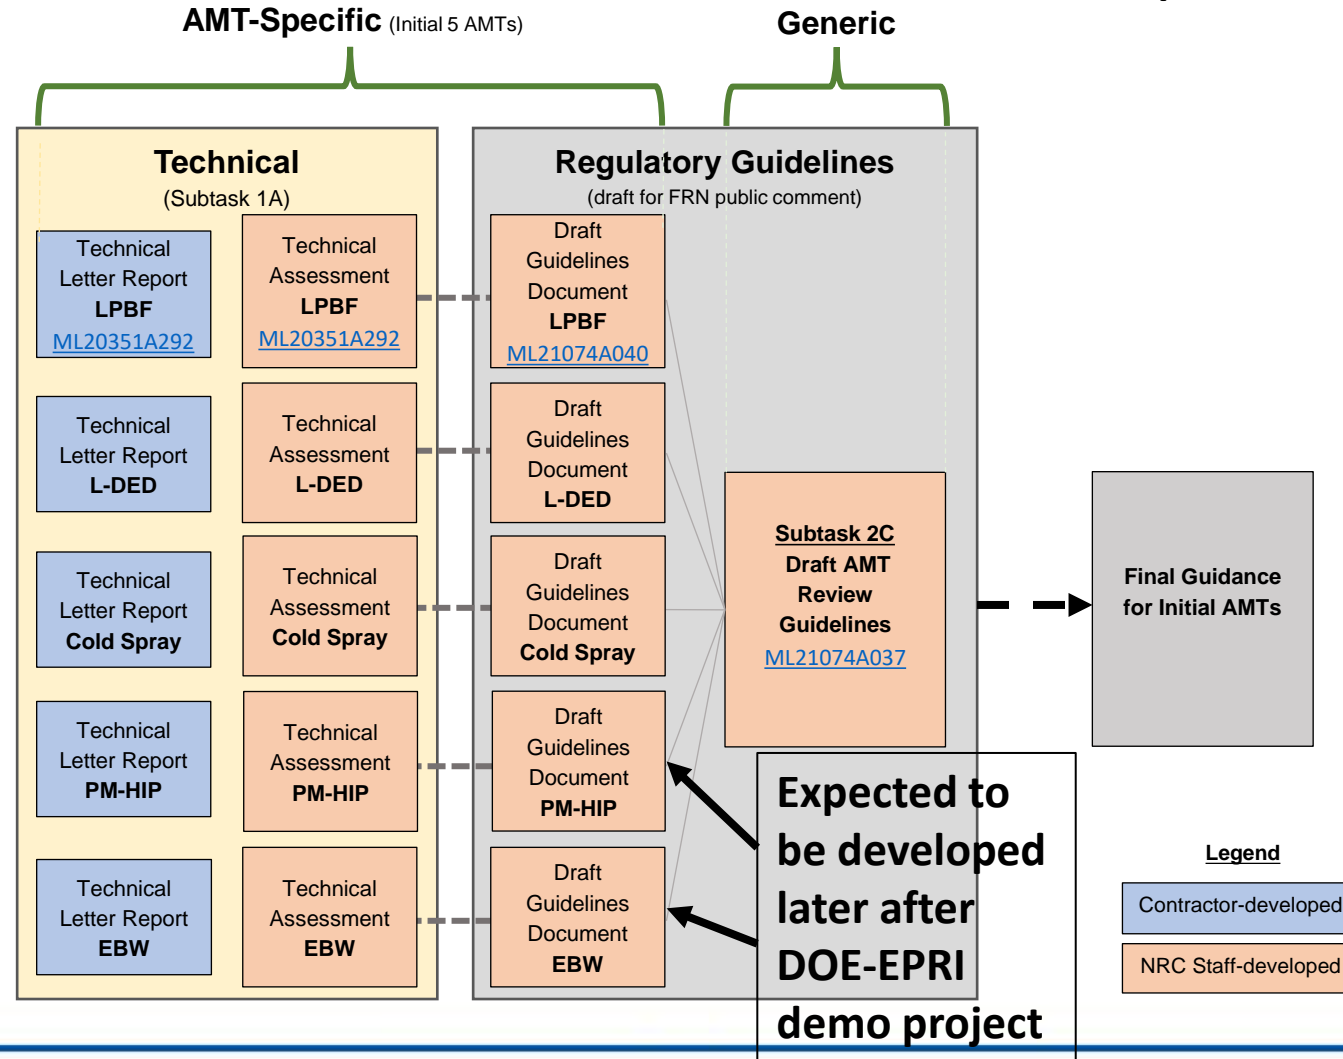 AMT-Specific (Initial 5 AMTs)
Generic
Technical
(Subtask 1A)
Regulatory Guidelines
(draft for FRN public comment)
Technical
Letter Report
LPBF
ML20351A292
Technical
Assessment
LPBF
ML20351A292
Draft
Guidelines
Document
LPBF
ML21074A040
Technical
Letter Report
L-DED
Technical
Assessment
L-DED
Draft
Guidelines
Document
L-DED
Technical
Letter Report
Cold Spray
Technical
Assessment
Cold Spray
Draft
Guidelines
Document
Cold Spray
Technical
Letter Report
PM-HIP
Technical
Assessment
PM-HIP
Draft
Guidelines
Document
PM-HIP
Technical
Letter Report
EBW
Technical
Assessment
EBW
Draft
Guidelines
Document
EBW
Subtask 2C
Draft AMT
Review
Guidelines
ML21074A037
Final Guidance
for Initial AMTs
Expected to
be developed
later after
DOE-EPRI
demo project
Legend
Contractor-developed
NRC Staff-developed